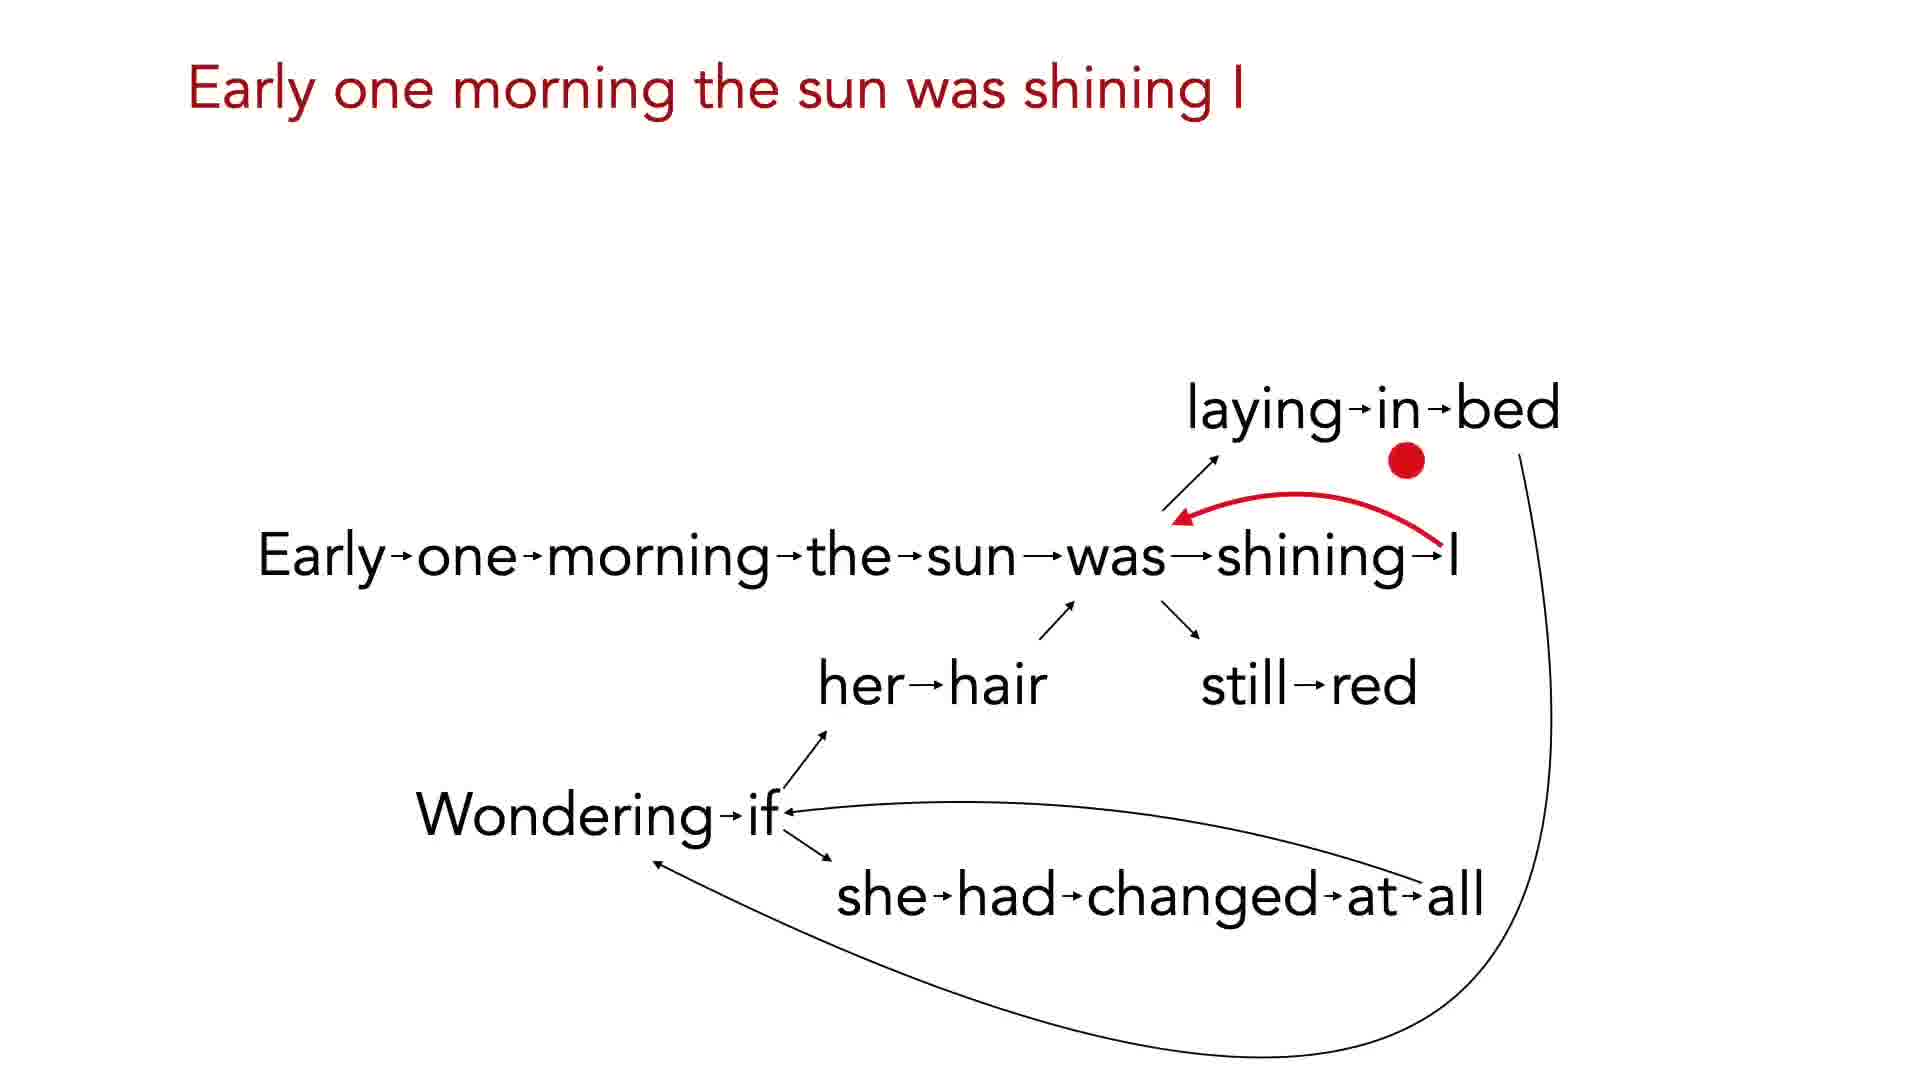 Early one morning the sun was shining I
laying in bed
Early one morning the sun was shining I
her hair still red
Wondering if
she had changed at all